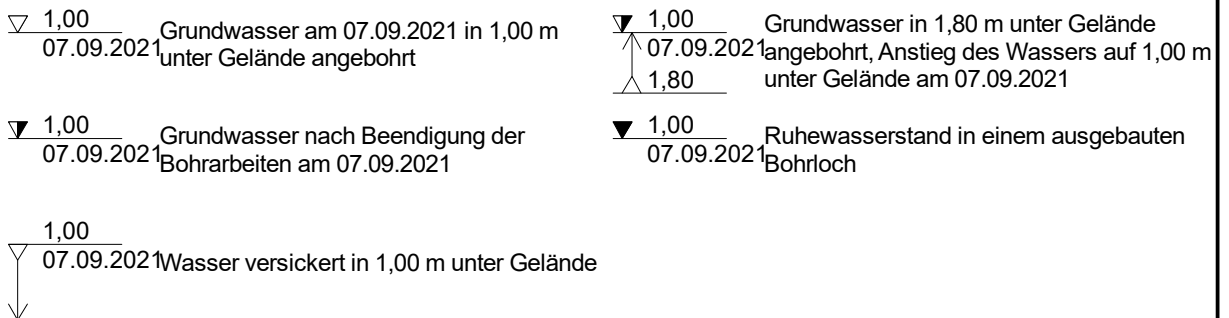 1,00
07.09.2021
Grundwasser am 07.09.2021 in 1,00 m
unter Gelände angebohrt
1,00
07.09.2021
1,80
Grundwasser in 1,80 m unter Gelände
angebohrt, Anstieg des Wassers auf 1,00 m
unter Gelände am 07.09.2021
1,00
07.09.2021
Grundwasser nach Beendigung der
Bohrarbeiten am 07.09.2021
1,00
07.09.2021
Ruhewasserstand in einem ausgebauten
Bohrloch
1,00
07.09.2021
Wasser versickert in 1,00 m unter Gelände